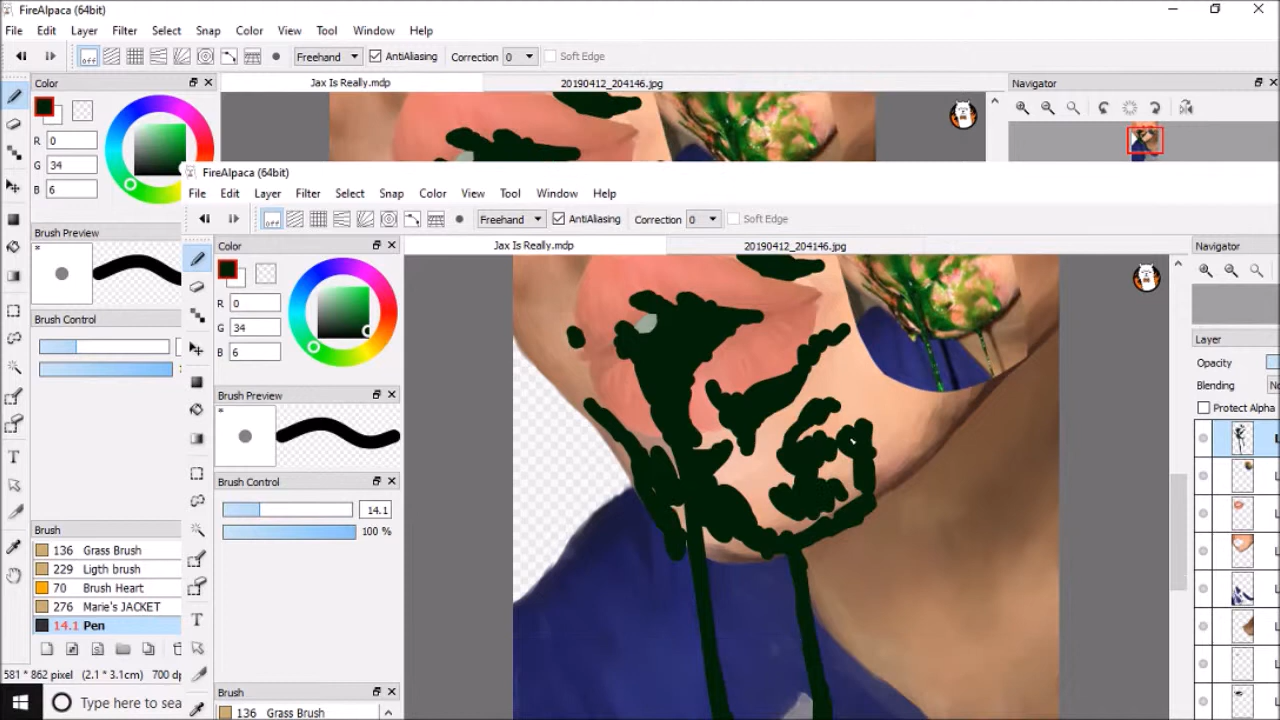 FireAlpaca (64bit)
File Edit Layer Filter Select Snap Color View Tool Window Help
off Freehand AntiAliasing Correction 0 Soft Edge
Color Jax Is Really.mdp 20190412_204146.jpg Navigator
R 0
G 34
B 6
Brush Preview
*
Brush Control
Brush
136 Grass Brush
229 Ligth brush
70 Brush Heart
276 Marie's JACKET
14.1 Pen
581 * 862 pixel (2.1 * 3.1cm) 700
Type here to sea
FireAlpaca (64bit)
File Edit Layer Filter Select Snap Color View Tool Window Help
off Freehand AntiAliasing Correction 0 Soft Edge
Color Jax Is Really.mdp 20190412_204146.jpg Navigator
R 0
G 34
B 6
Brush Preview
*
Brush Control
14.1
100 %
Brush
136 Grass Brush
Layer
Opacity
Blending
Protect Alpha